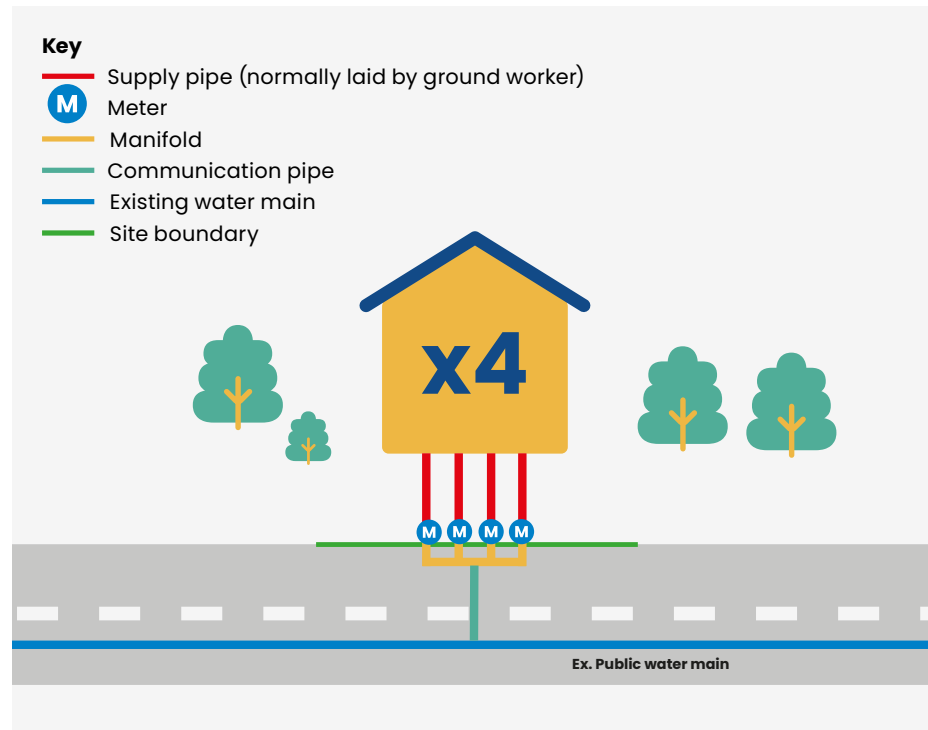 Key
Supply pipe (normally laid by ground worker)
M
Meter
Manifold
Communication pipe
Existing water main
Site boundary
x4
M M M M
Ex. Public water main